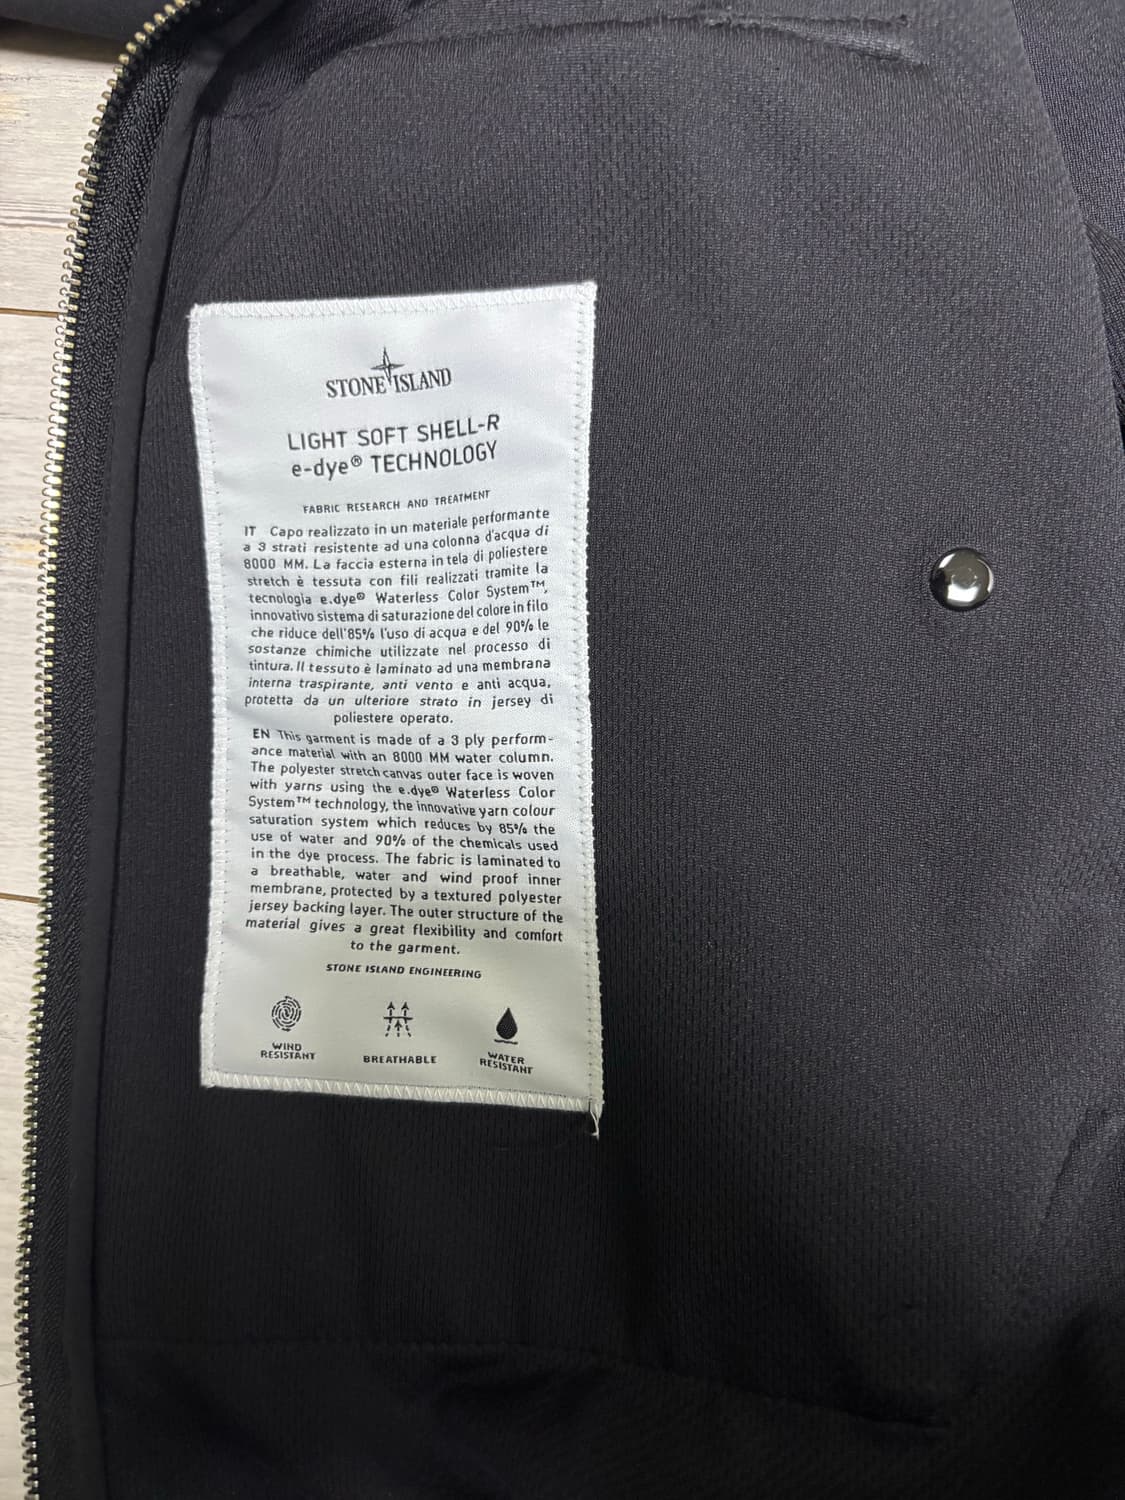 STONE ISLAND
LIGHT SOFT SHELL-R
e-dye® TECHNOLOGY
FABRIC RESEARCH AND TREATMENT
IT Capo realizzato in un materiale performante
a 3 strati resistente ad una colonna d'acqua di
8000 MM. La faccia esterna in tela di poliestere
stretch è tessuta con fili realizzati tramite la
tecnologia e.dye® Waterless Color System™,
innovativo sistema di saturazione del colore in filo
che riduce dell'85% l'uso di acqua e del 90% le
sostanze chimiche utilizzate nel processo di
tintura. Il tessuto è laminato ad una membrana
interna traspirante, anti vento e anti acqua,
protetta da un ulteriore strato in jersey di
poliestere operato.
EN This garment is made of a 3 ply perform-
ance material with an 8000 MM water column.
The polyester stretch canvas outer face is woven
with yarns using the e.dye® Waterless Color
System™ technology, the innovative yarn colour
saturation system which reduces by 85% the
use of water and 90% of the chemicals used
in the dye process. The fabric is laminated to
a breathable, water and wind proof inner
membrane, protected by a textured polyester
jersey backing layer. The outer structure of the
material gives a great flexibility and comfort
to the garment.
STONE ISLAND ENGINEERING
WIND
RESISTANT
BREATHABLE
WATER
RESISTANT